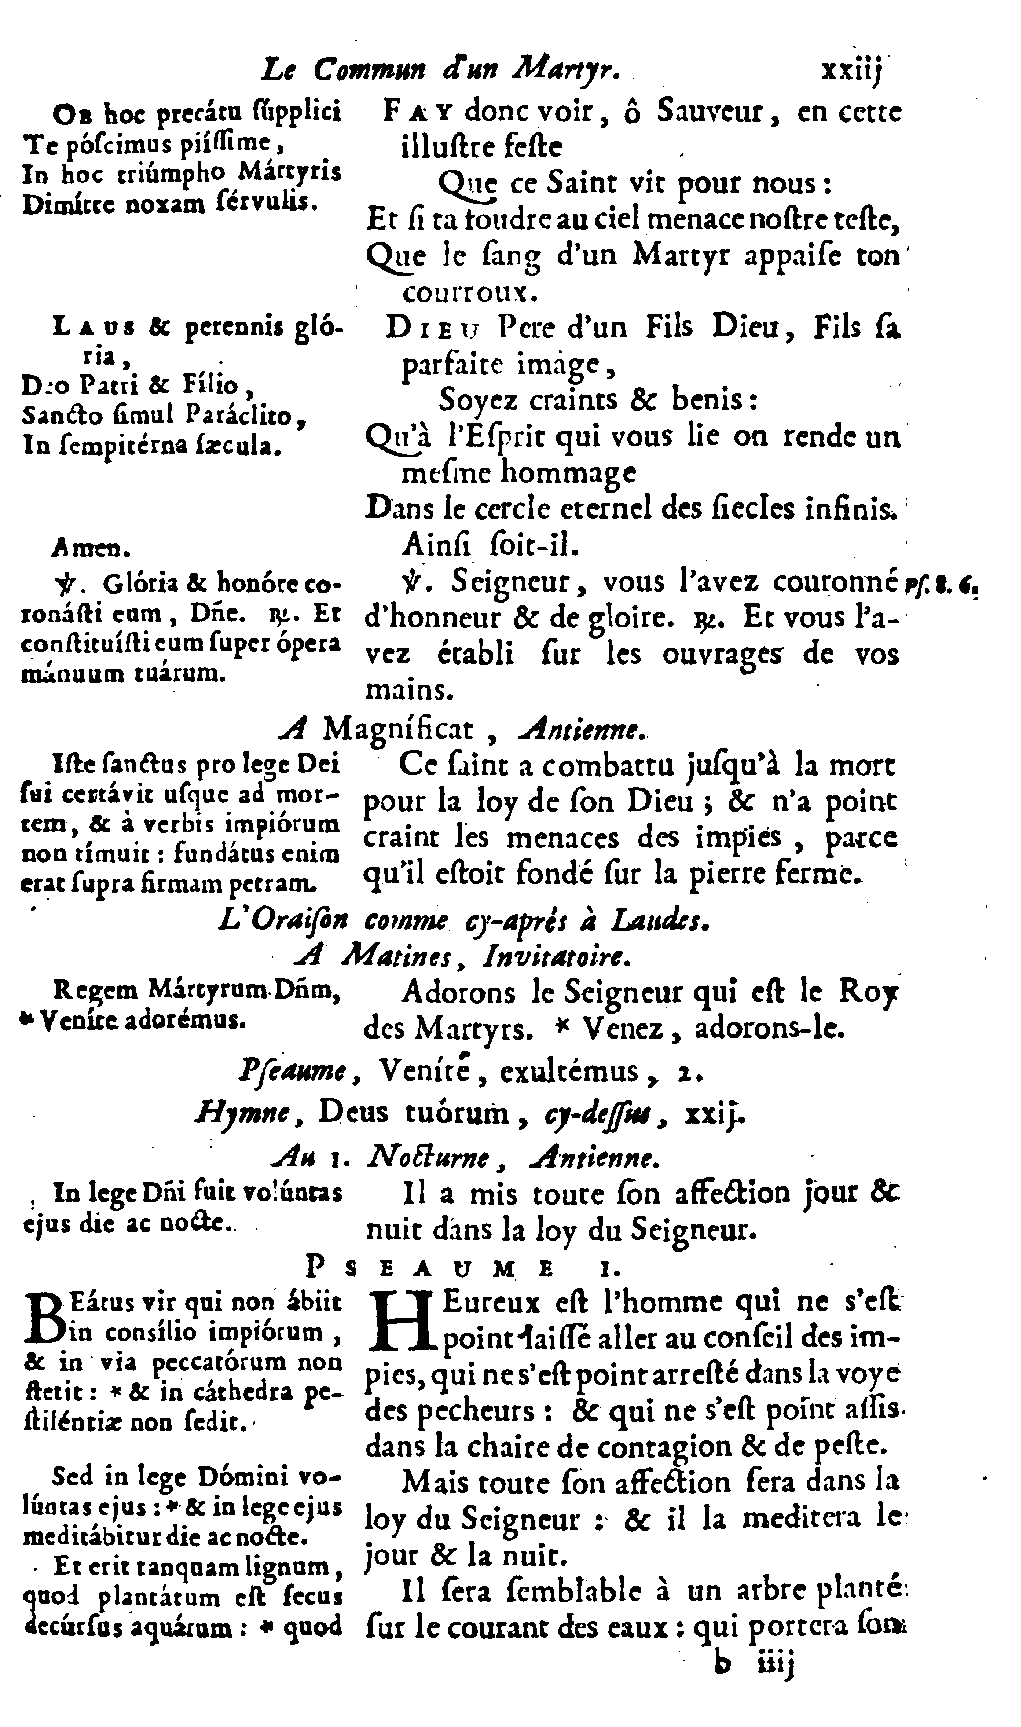 Le Commun d'un Martyr. xxiij
OB hoc precátu súpplici
Te póſcimus piíſſime,
In hoc triúmpho Mártyris
Dimítte noxam ſérvulis.
FAY donc voir, ô Sauveur, en cette
illuſtre feſte
Que ce Saint vit pour nous :
Et ſi ta foudre au ciel menace noſtre teſte,
Que le ſang d'un Martyr appaiſe ton
courroux.
LAUS & perennis gló-
ria,
Deo Patri & Fílio,
Sancto ſimul Paráclito,
In ſempitérna ſæcula.
DIEU Pere d'un Fils Dieu, Fils ſa
parfaite image,
Soyez craints & benis :
Qu'à l'Eſprit qui vous lie on rende un
meſme hommage
Dans le cercle eternel des ſiecles infinis.
Amen.
Ainſi ſoit-il.
℣. Glória & honóre co-
ronáſti eum, Dñe. ℟. Et
conſtituíſti eum ſuper ópera
mánuum tuárum.
℣. Seigneur, vous l'avez couronné Pſ. 8. 6.
d'honneur & de gloire. ℟. Et vous l'a-
vez établi ſur les ouvrages de vos
mains.
A Magníficat, Antienne.
Iſte ſanctus pro lege Dei
ſui certávit uſque ad mor-
tem, & à verbis impiórum
non tímuit : fundátus enim
erat ſupra firmam petram.
Ce ſaint a combattu juſqu'à la mort
pour la loy de ſon Dieu ; & n'a point
craint les menaces des impies, parce
qu'il eſtoit fondé ſur la pierre ferme.
L'Oraiſon comme cy-aprés à Laudes.
A Matines, Invitatoire.
Regem Mártyrum Dñm,
* Veníte adorémus.
Adorons le Seigneur qui eſt le Roy
des Martyrs. * Venez, adorons-le.
Pſeaume, Veníte, exultémus, 2.
Hymne, Deus tuórum, cy-deſſus, xxij.
Au 1. Nocturne, Antienne.
In lege Dñi fuit volúntas
ejus die ac nocte.
Il a mis toute ſon affection jour &
nuit dans la loy du Seigneur.
PSEAUME 1.
BEátus vir qui non ábiit
in consílio impiórum,
& in via peccatórum non
ſtetit : * & in cáthedra pe-
ſtiléntiæ non ſedit.
Sed in lege Dómini vo-
lúntas ejus : * & in lege ejus
meditábitur die ac nocte.
Et erit tanquam lignum,
quod plantátum eſt ſecus
decúrſus aquárum : * quod
HEureux eſt l'homme qui ne s'eſt
point laiſſé aller au conſeil des im-
pies, qui ne s'eſt point arreſté dans la voye
des pecheurs : & qui ne s'eſt point aſſis
dans la chaire de contagion & de peſte.
Mais toute ſon affection ſera dans la
loy du Seigneur : & il la meditera le
jour & la nuit.
Il ſera ſemblable à un arbre planté
ſur le courant des eaux : qui portera ſon
b iiij